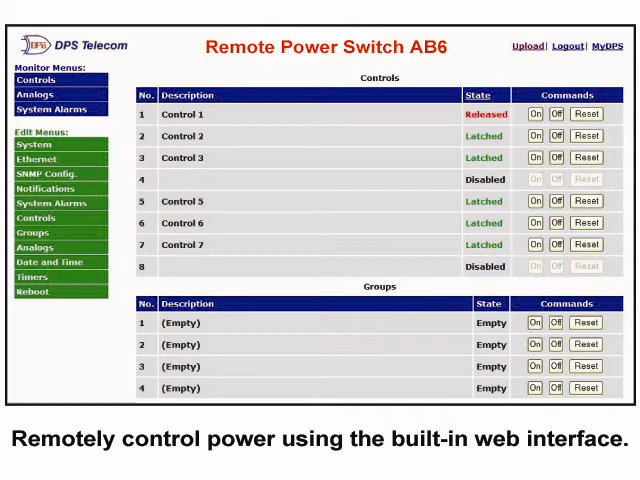 DPS DPS Telecom Remote Power Switch AB6 Upload| Logout| MyDPS
Monitor Menus:
Controls
Analogs
System Alarms
Edit Menus:
System
Ethernet
SNMP Config.
Notifications
System Alarms
Controls
Groups
Analogs
Date and Time
Timers
Reboot
Controls
No. Description State Commands
1 Control 1 Released On Off Reset
2 Control 2 Latched On Off Reset
3 Control 3 Latched On Off Reset
4 Disabled On Off Reset
5 Control 5 Latched On Off Reset
6 Control 6 Latched On Off Reset
7 Control 7 Latched On Off Reset
8 Disabled On Off Reset
Groups
No. Description State Commands
1 (Empty) Empty On Off Reset
2 (Empty) Empty On Off Reset
3 (Empty) Empty On Off Reset
4 (Empty) Empty On Off Reset
Remotely control power using the built-in web interface.